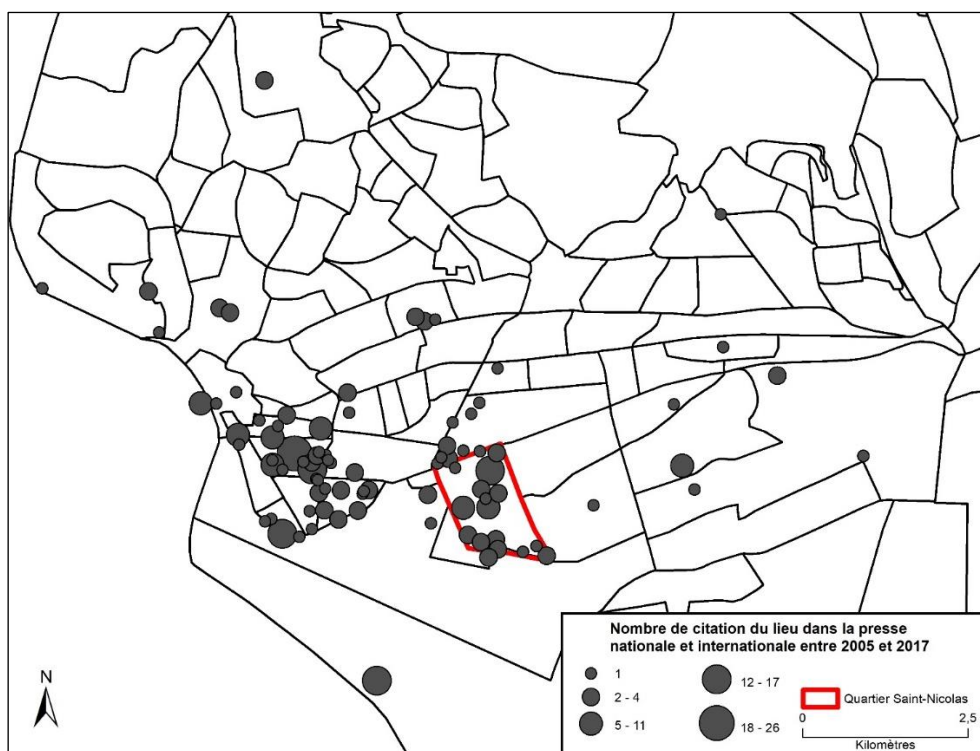 N
Nombre de citation du lieu dans la presse
nationale et internationale entre 2005 et 2017
1
2 - 4
5 - 11
12 - 17
18 - 26
Quartier Saint-Nicolas
0 2,5
Kilomètres